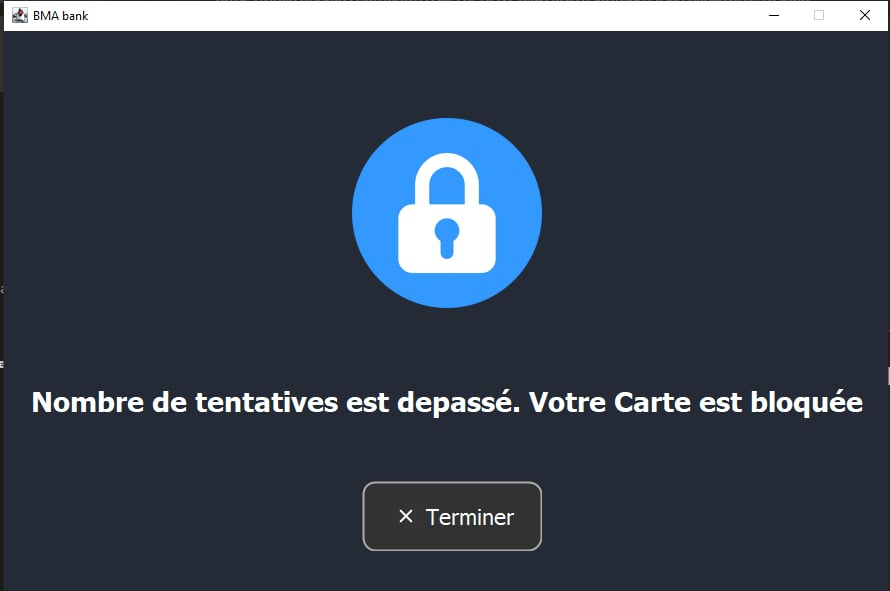 BMA bank
Nombre de tentatives est depassé. Votre Carte est bloquée
Terminer